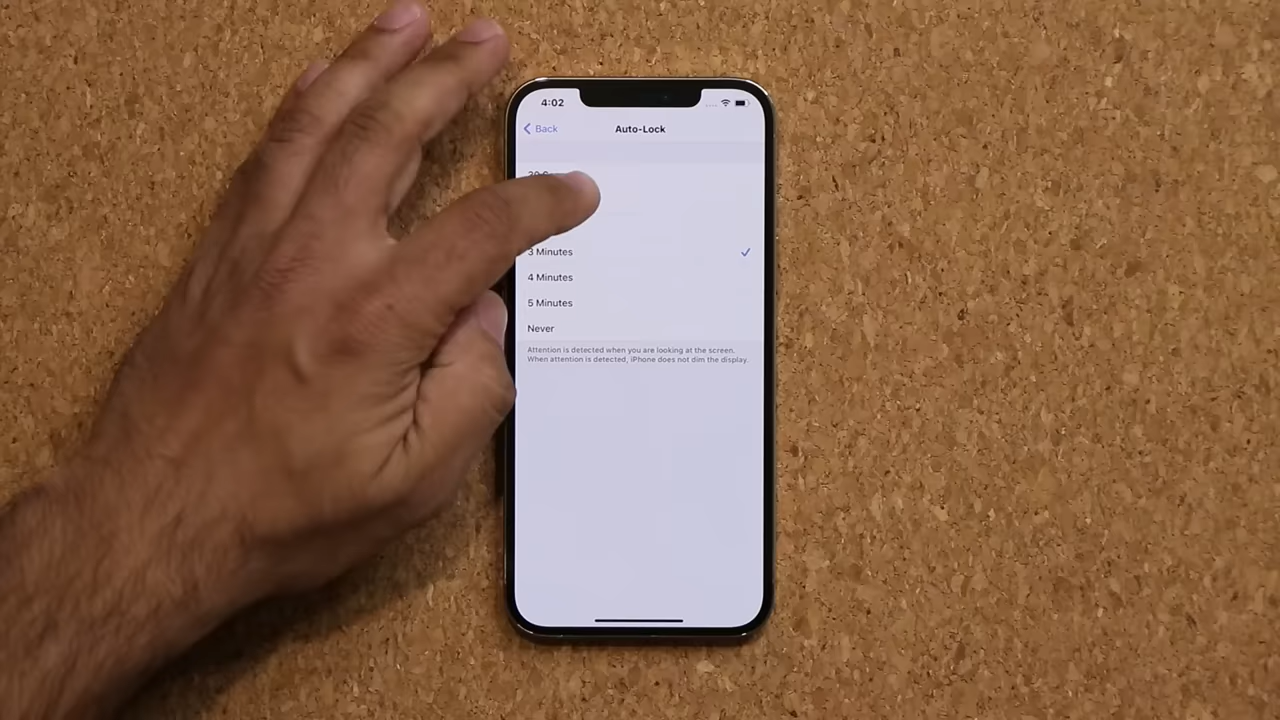 4:02
Back
Auto-Lock
3 Minutes
4 Minutes
5 Minutes
Never
Attention is detected when you are looking at the screen.
When attention is detected, iPhone does not dim the display.